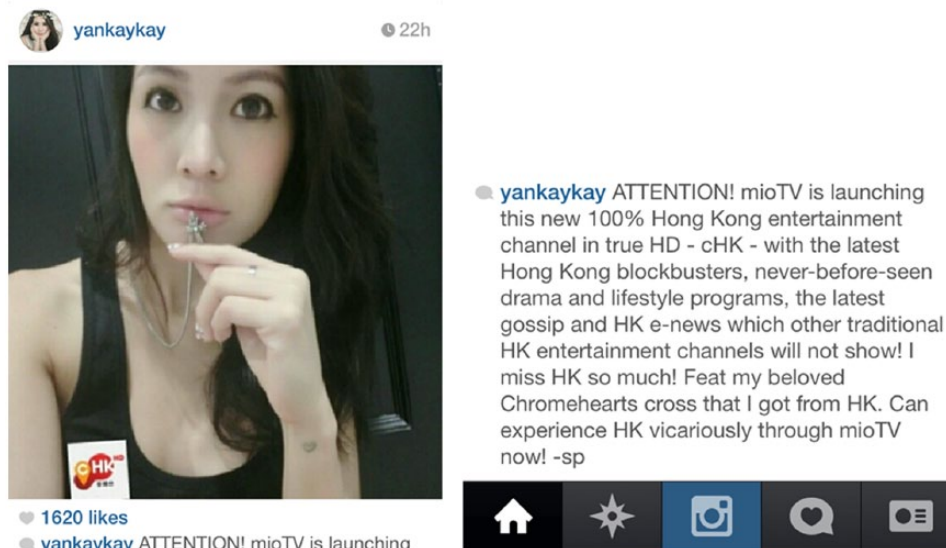 yankaykay
22h
CHK HD
1620 likes
yankaykay ATTENTION! mioTV is launching
yankaykay ATTENTION! mioTV is launching
this new 100% Hong Kong entertainment
channel in true HD - cHK - with the latest
Hong Kong blockbusters, never-before-seen
drama and lifestyle programs, the latest
gossip and HK e-news which other traditional
HK entertainment channels will not show! I
miss HK so much! Feat my beloved
Chromehearts cross that I got from HK. Can
experience HK vicariously through mioTV
now! -sp